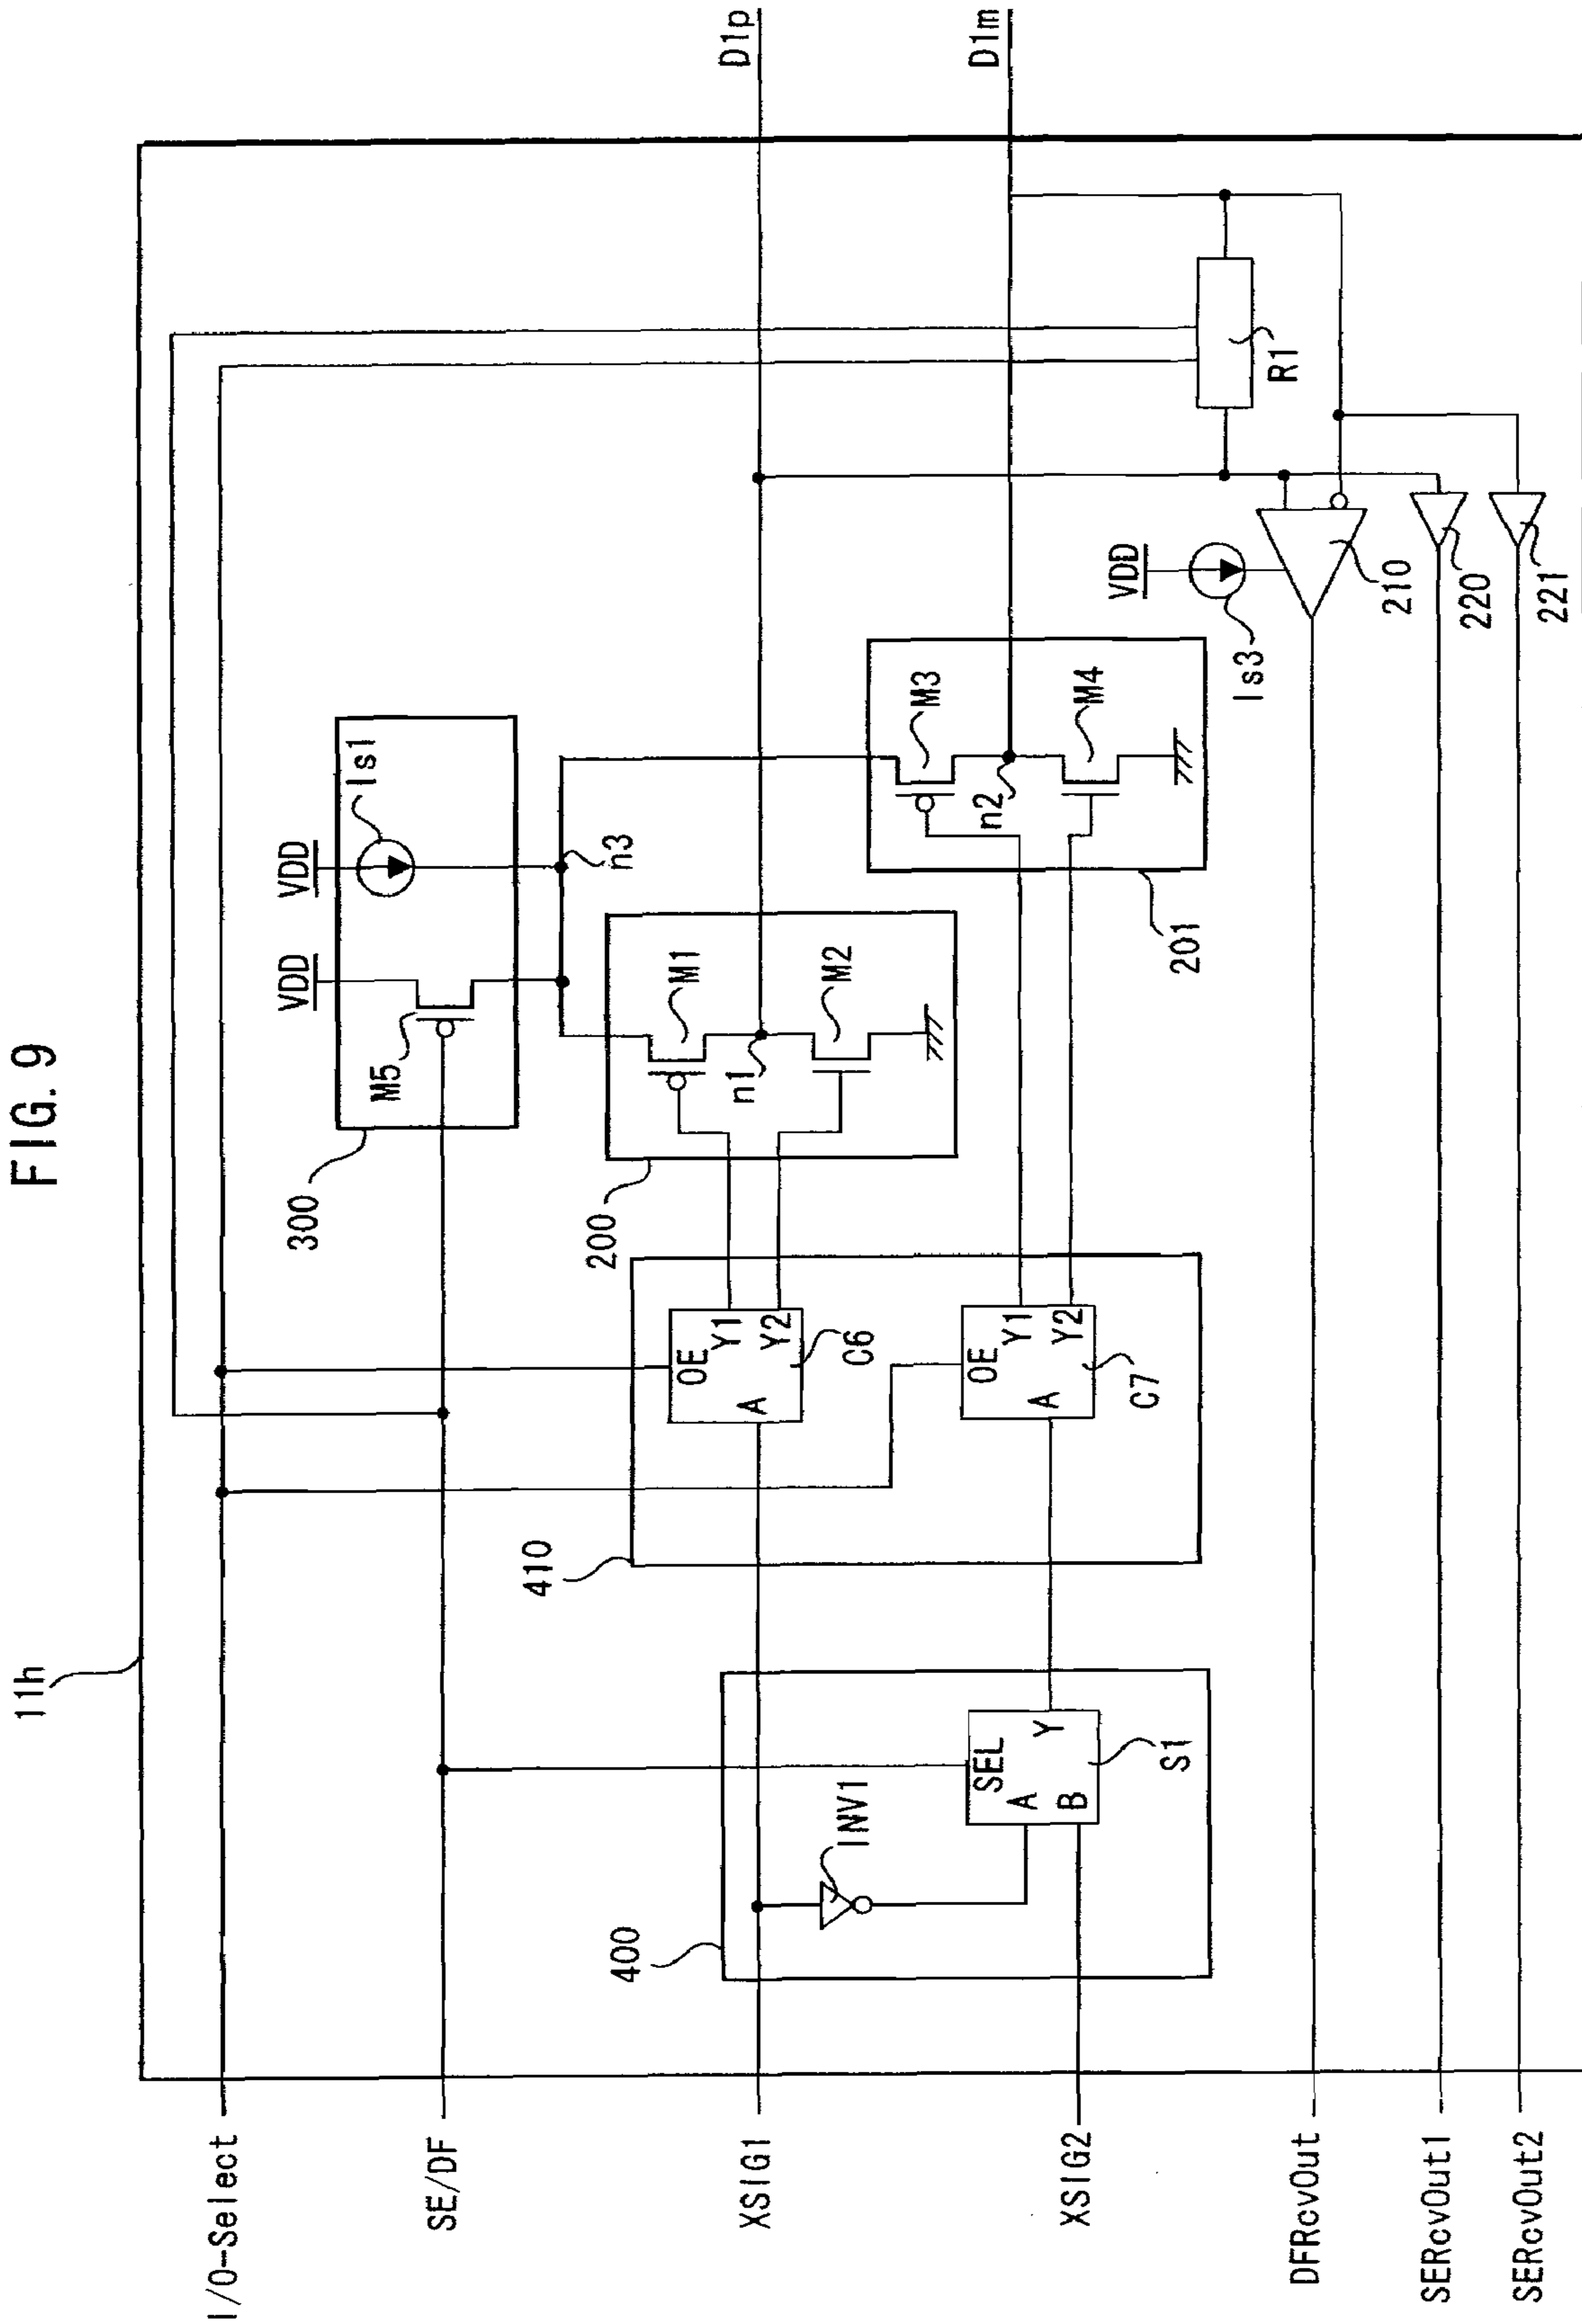 FIG. 9
11h
I/O-Select
SE/DF
XSIG1
XSIG2
DFRcvOut
SERcvOut1
SERcvOut2
D1p
D1m
300
VDD
VDD
M5
Is1
n3
200
M1
n1
M2
201
M3
n2
M4
410
OE
A
Y1
Y2
C6
OE
A
Y1
Y2
C7
400
INV1
SEL
A
B
Y
S1
VDD
Is3
210
220
221
R1